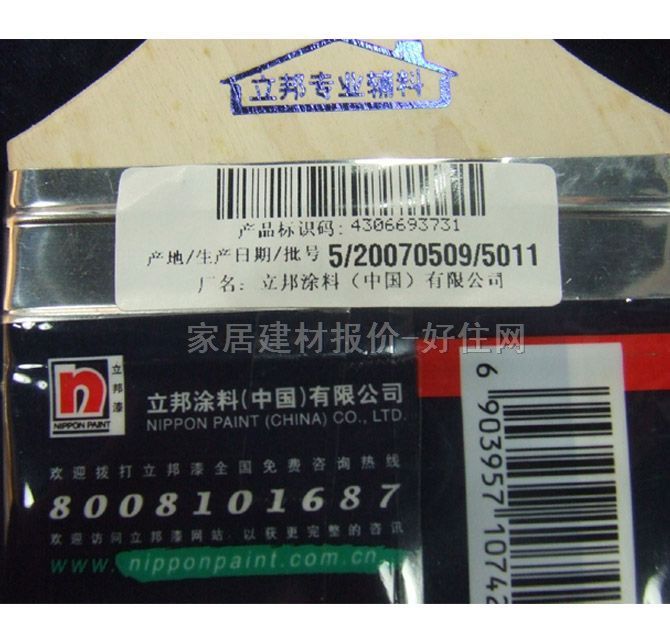 立邦专业辅料
产品标识码: 4306693731
产地/生产日期/批号 5/20070509/5011
厂名: 立邦涂料（中国）有限公司
家居建材报价-好住网
n
NIPPON PAINT
立邦漆
立邦涂料(中国)有限公司
NIPPON PAINT (CHINA) CO., LTD.
欢迎拨打立邦漆全国免费咨询热线
8008101687
欢迎访问立邦漆网站, 以获更完整的咨讯
www.nipponpaint.com.cn
6 903957 10742